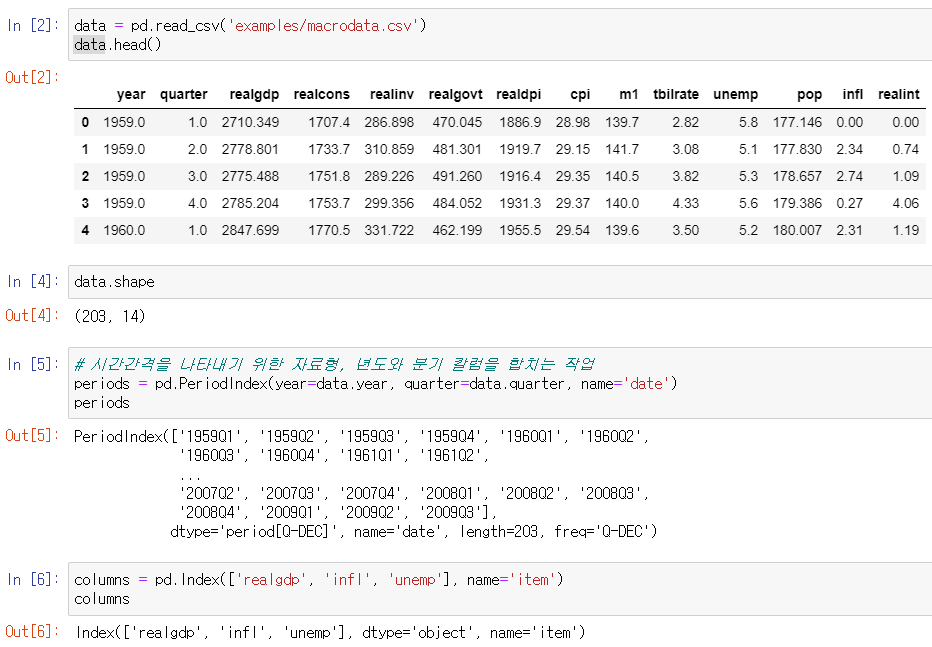 In [2]: data = pd.read_csv('examples/macrodata.csv')
data.head()
Out[2]:
year quarter realgdp realcons realinv realgovt realdpi cpi m1 tbilrate unemp pop infl realint
0 1959.0 1.0 2710.349 1707.4 286.898 470.045 1886.9 28.98 139.7 2.82 5.8 177.146 0.00 0.00
1 1959.0 2.0 2778.801 1733.7 310.859 481.301 1919.7 29.15 141.7 3.08 5.1 177.830 2.34 0.74
2 1959.0 3.0 2775.488 1751.8 289.226 491.260 1916.4 29.35 140.5 3.82 5.3 178.657 2.74 1.09
3 1959.0 4.0 2785.204 1753.7 299.356 484.052 1931.3 29.37 140.0 4.33 5.6 179.386 0.27 4.06
4 1960.0 1.0 2847.699 1770.5 331.722 462.199 1955.5 29.54 139.6 3.50 5.2 180.007 2.31 1.19
In [4]: data.shape
Out[4]: (203, 14)
In [5]: # 시간간격을 나타내기 위한 자료형, 년도와 분기 칼럼을 합치는 작업
periods = pd.PeriodIndex(year=data.year, quarter=data.quarter, name='date')
periods
Out[5]: PeriodIndex(['1959Q1', '1959Q2', '1959Q3', '1959Q4', '1960Q1', '1960Q2',
'1960Q3', '1960Q4', '1961Q1', '1961Q2',
...
'2007Q2', '2007Q3', '2007Q4', '2008Q1', '2008Q2', '2008Q3',
'2008Q4', '2009Q1', '2009Q2', '2009Q3'],
dtype='period[Q-DEC]', name='date', length=203, freq='Q-DEC')
In [6]: columns = pd.Index(['realgdp', 'infl', 'unemp'], name='item')
columns
Out[6]: Index(['realgdp', 'infl', 'unemp'], dtype='object', name='item')